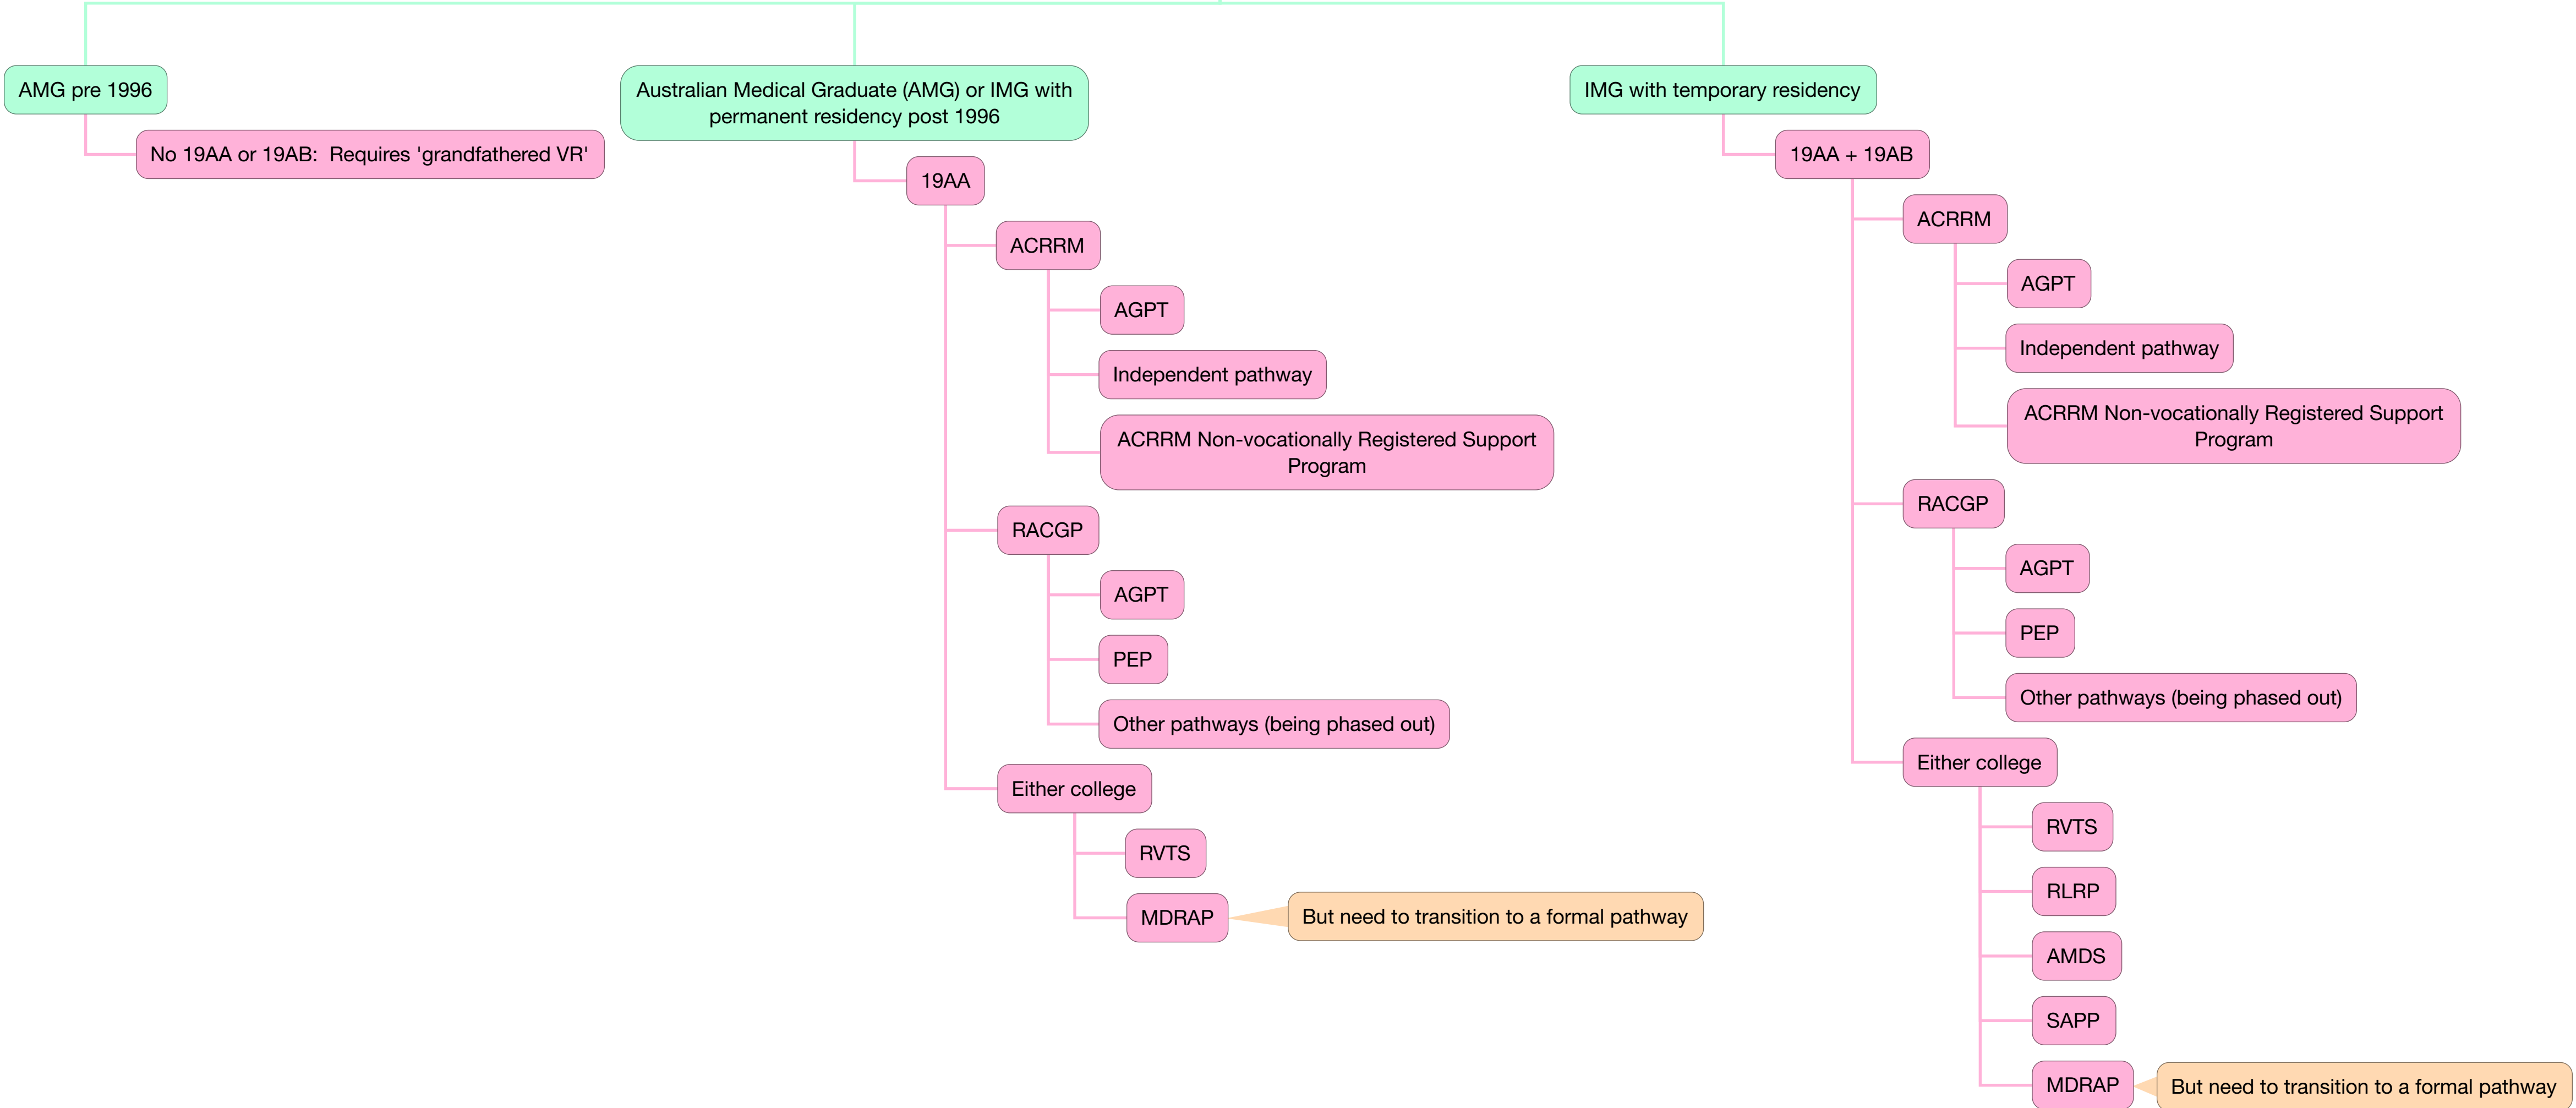 AMG pre 1996
No 19AA or 19AB:  Requires 'grandfathered VR'
Australian Medical Graduate (AMG) or IMG with
permanent residency post 1996
19AA
ACRRM
AGPT
Independent pathway
ACRRM Non-vocationally Registered Support
Program
RACGP
AGPT
PEP
Other pathways (being phased out)
Either college
RVTS
MDRAP
But need to transition to a formal pathway
IMG with temporary residency
19AA + 19AB
ACRRM
AGPT
Independent pathway
ACRRM Non-vocationally Registered Support
Program
RACGP
AGPT
PEP
Other pathways (being phased out)
Either college
RVTS
RLRP
AMDS
SAPP
MDRAP
But need to transition to a formal pathway